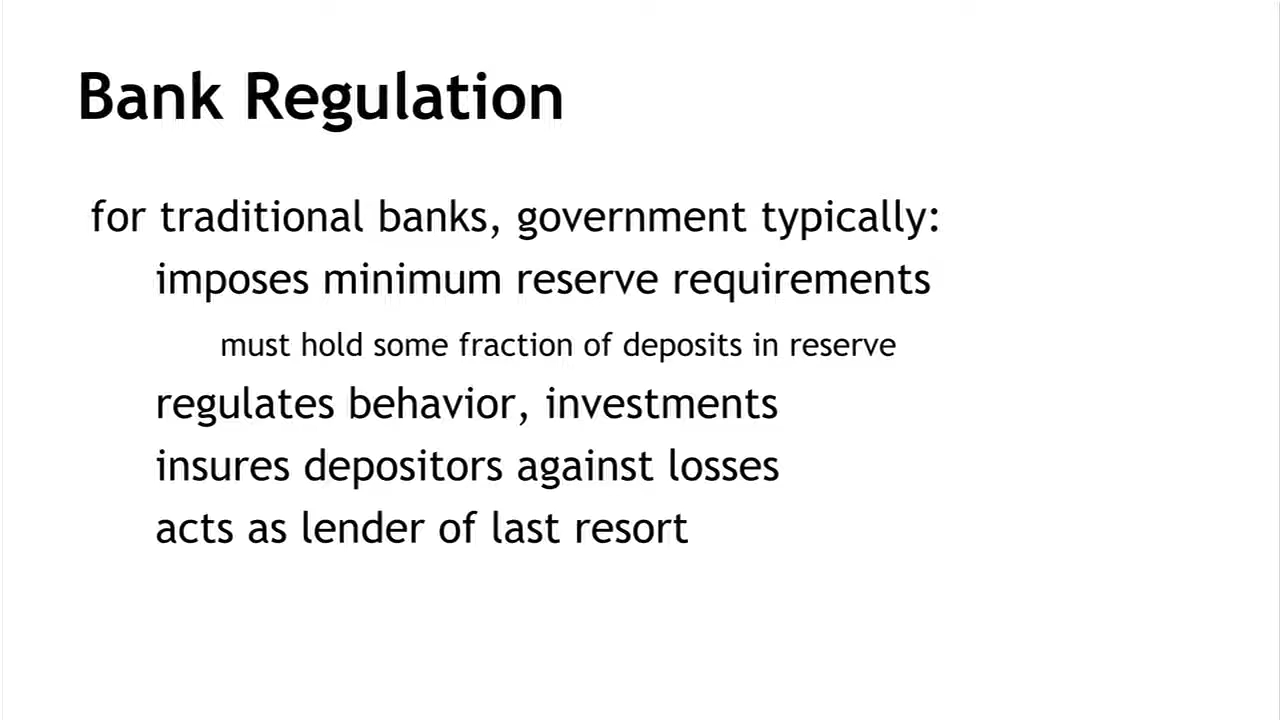 Bank Regulation
for traditional banks, government typically:
imposes minimum reserve requirements
must hold some fraction of deposits in reserve
regulates behavior, investments
insures depositors against losses
acts as lender of last resort